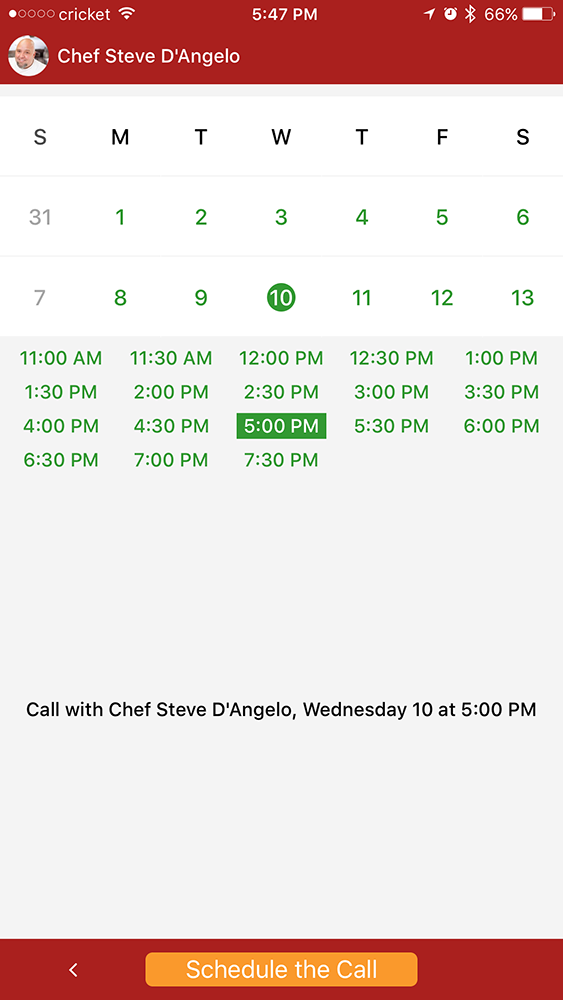 cricket 5:47 PM 66%
Chef Steve D'Angelo
S M T W T F S
31 1 2 3 4 5 6
7 8 9 10 11 12 13
11:00 AM 11:30 AM 12:00 PM 12:30 PM 1:00 PM
1:30 PM 2:00 PM 2:30 PM 3:00 PM 3:30 PM
4:00 PM 4:30 PM 5:00 PM 5:30 PM 6:00 PM
6:30 PM 7:00 PM 7:30 PM
Call with Chef Steve D'Angelo, Wednesday 10 at 5:00 PM
Schedule the Call